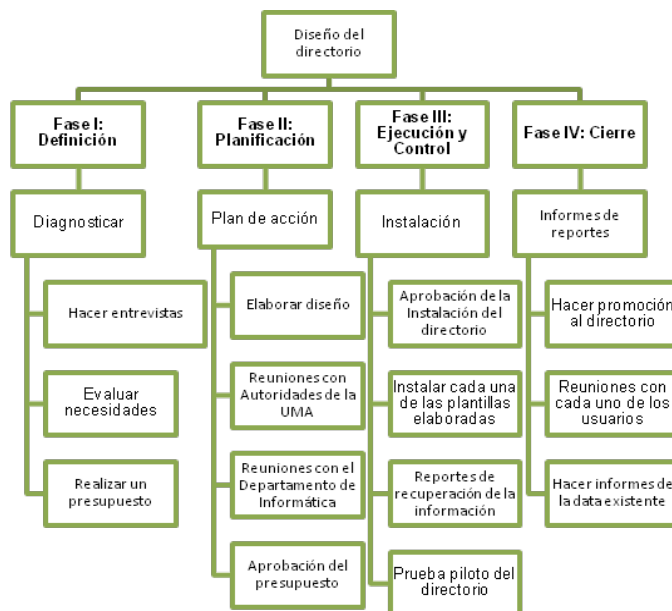 Diseño del
directorio
Fase I:
Definición
Fase II:
Planificación
Fase III:
Ejecución y
Control
Fase IV: Cierre
Diagnosticar
Plan de acción
Instalación
Informes de
reportes
Hacer entrevistas
Evaluar
necesidades
Realizar un
presupuesto
Elaborar diseño
Reuniones con
Autoridades de la
UMA
Reuniones con el
Departamento de
Informática
Aprobación del
presupuesto
Aprobación de la
Instalación del
directorio
Instalar cada una
de las plantillas
elaboradas
Reportes de
recuperación de la
información
Prueba piloto del
directorio
Hacer promoción
al directorio
Reuniones con
cada uno de los
usuarios
Hacer informes de
la data existente